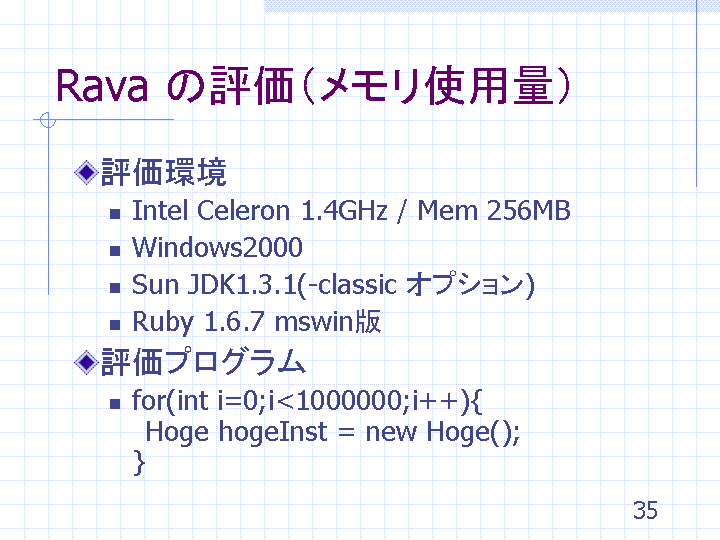 Rava の評価（メモリ使用量）
評価環境
Intel Celeron 1.4GHz / Mem 256MB
Windows2000
Sun JDK1.3.1(-classic オプション)
Ruby 1.6.7 mswin版
評価プログラム
for(int i=0;i<1000000;i++){
Hoge hogeInst = new Hoge();
}
35